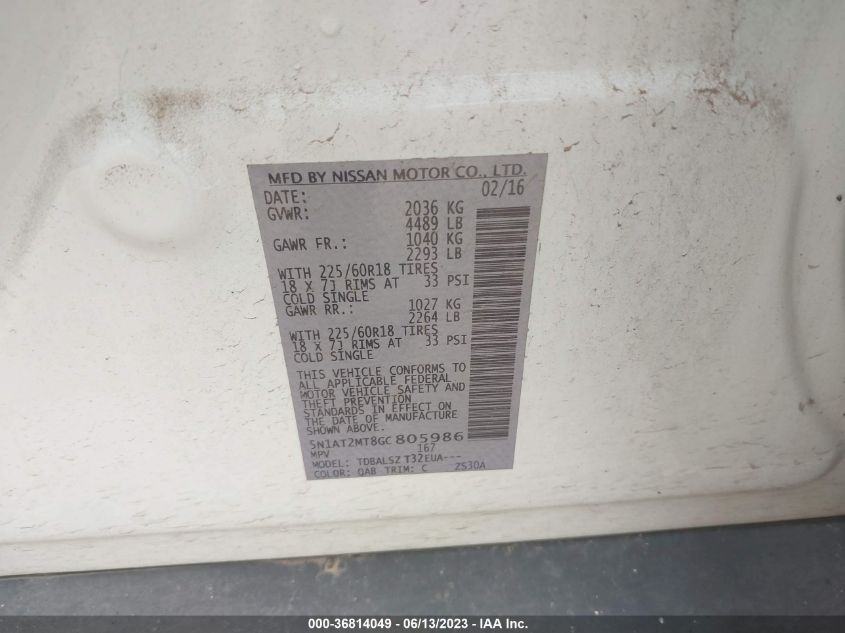 MFD BY NISSAN MOTOR CO., LTD.
DATE: 02/16
GVWR: 2036 KG
4489 LB
GAWR FR.: 1040 KG
2293 LB
WITH 225/60R18 TIRES
18 X 7J RIMS AT 33 PSI
COLD SINGLE
GAWR RR.: 1027 KG
2264 LB
WITH 225/60R18 TIRES
18 X 7J RIMS AT 33 PSI
COLD SINGLE
THIS VEHICLE CONFORMS TO
ALL APPLICABLE FEDERAL
MOTOR VEHICLE SAFETY AND
THEFT PREVENTION
STANDARDS IN EFFECT ON
THE DATE OF MANUFACTURE
SHOWN ABOVE.
5N1AT2MT8GC805986
MPV 167
MODEL: TDBALSZ T32EUA---
COLOR: QAB TRIM: C ZS30A
000-36814049 - 06/13/2023 - IAA Inc.